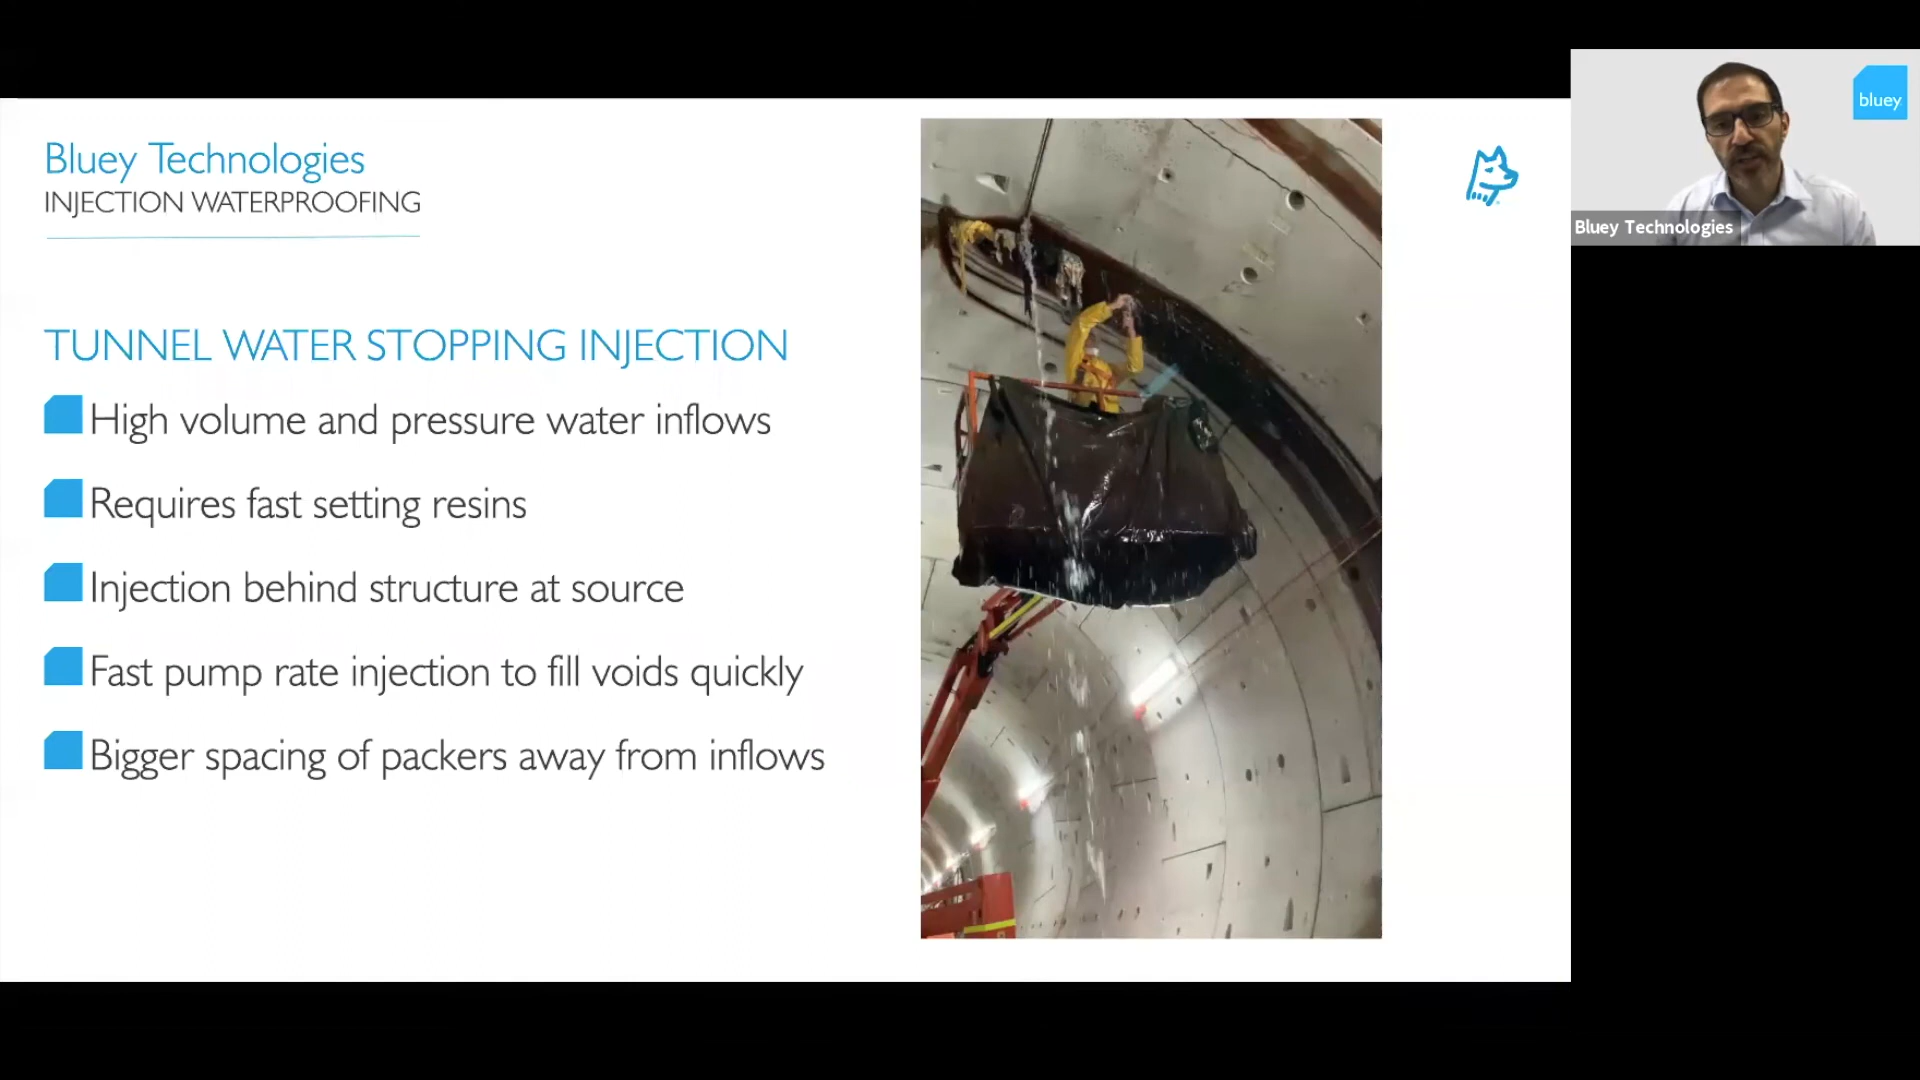 Bluey Technologies
INJECTION WATERPROOFING
TUNNEL WATER STOPPING INJECTION
High volume and pressure water inflows
Requires fast setting resins
Injection behind structure at source
Fast pump rate injection to fill voids quickly
Bigger spacing of packers away from inflows
bluey
Bluey Technologies